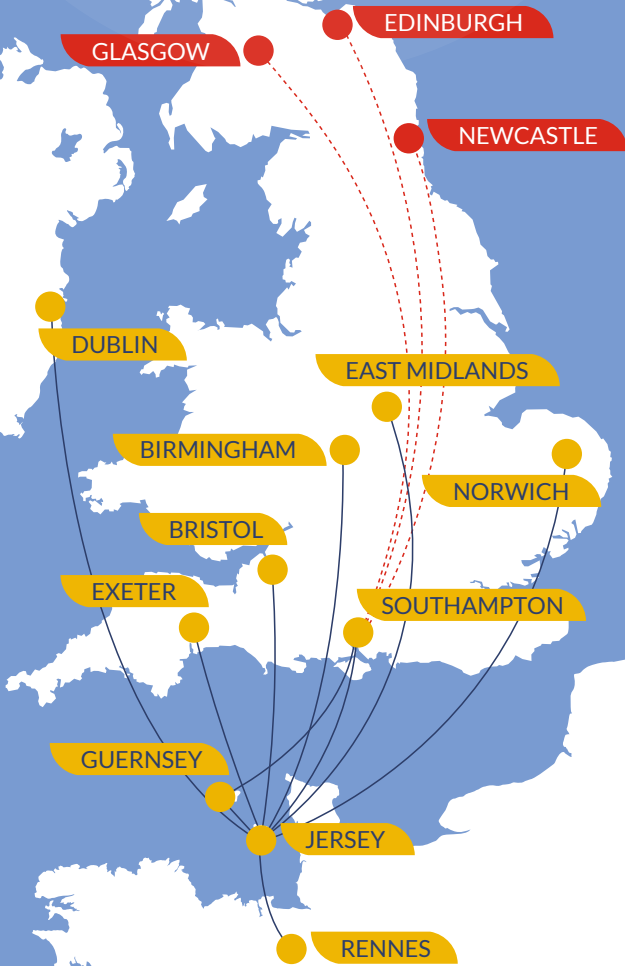 EDINBURGH
GLASGOW
NEWCASTLE
DUBLIN
EAST MIDLANDS
BIRMINGHAM
NORWICH
BRISTOL
EXETER
SOUTHAMPTON
GUERNSEY
JERSEY
RENNES